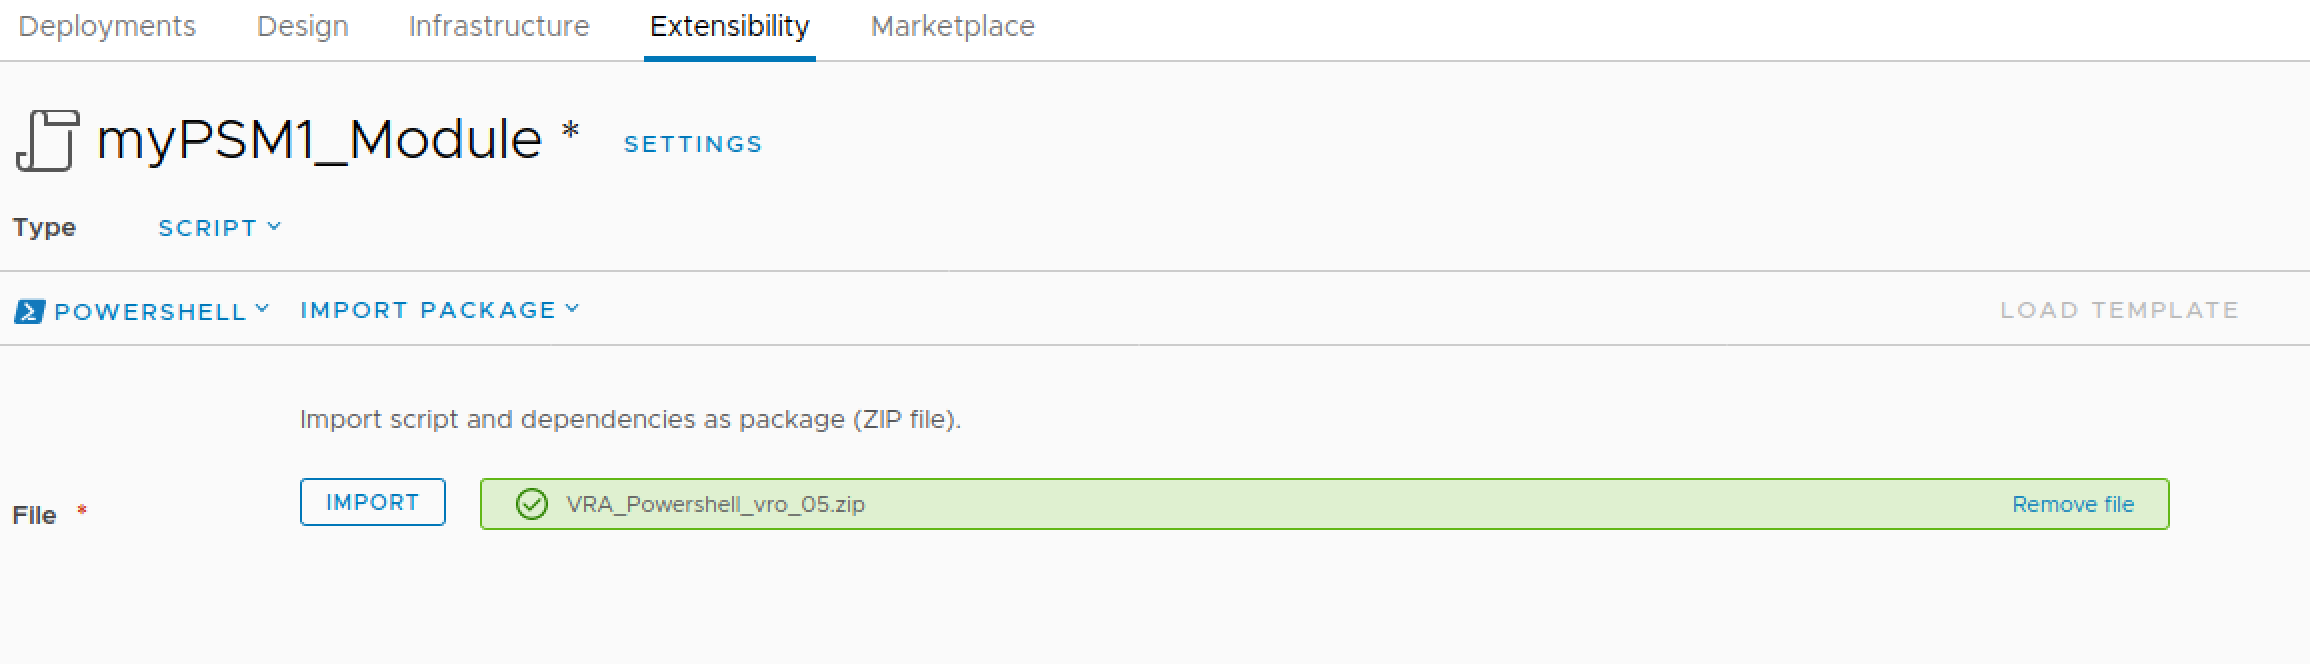 Deployments Design Infrastructure Extensibility Marketplace
myPSM1_Module * SETTINGS
Type SCRIPT
POWERSHELL IMPORT PACKAGE LOAD TEMPLATE
Import script and dependencies as package (ZIP file).
File * IMPORT VRA_Powershell_vro_05.zip Remove file